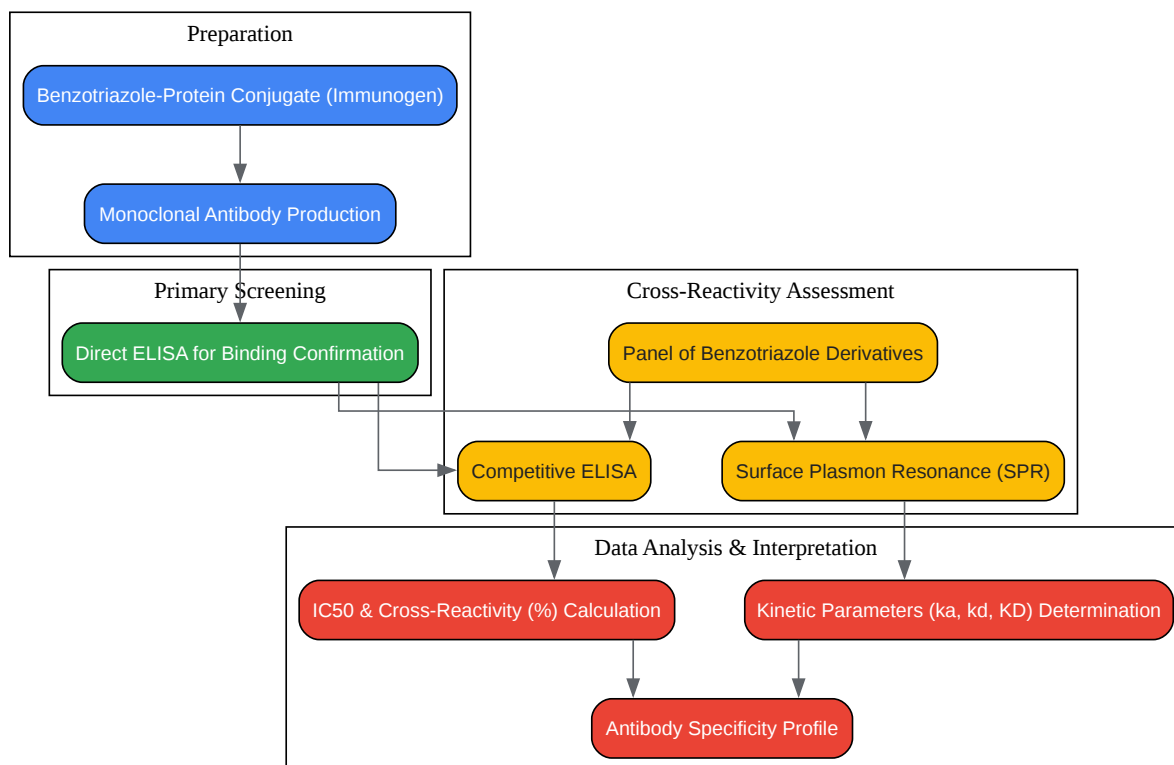 Preparation
Benzotriazole-Protein Conjugate (Immunogen)
Monoclonal Antibody Production
Primary Screening
Direct ELISA for Binding Confirmation
Cross-Reactivity Assessment
Panel of Benzotriazole Derivatives
Competitive ELISA
Surface Plasmon Resonance (SPR)
Data Analysis & Interpretation
IC50 & Cross-Reactivity (%) Calculation
Kinetic Parameters (ka, kd, KD) Determination
Antibody Specificity Profile